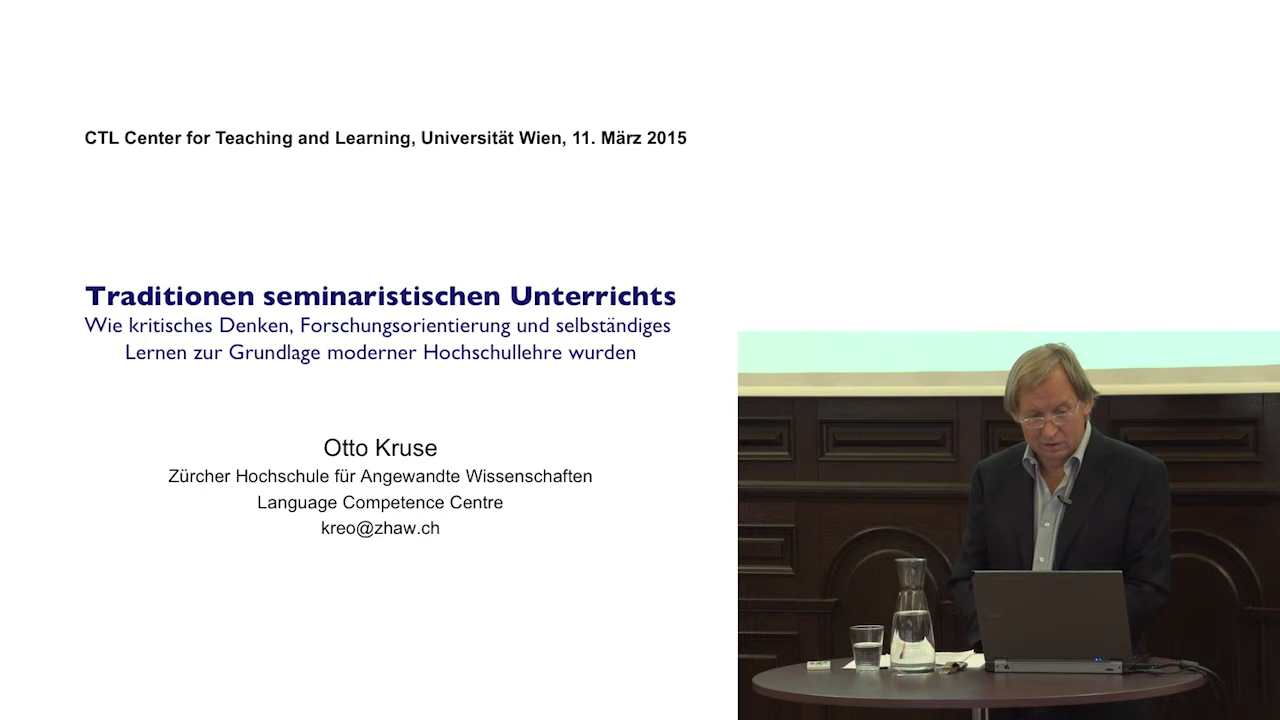 CTL Center for Teaching and Learning, Universität Wien, 11. März 2015
Traditionen seminaristischen Unterrichts
Wie kritisches Denken, Forschungsorientierung und selbständiges
Lernen zur Grundlage moderner Hochschullehre wurden
Otto Kruse
Zürcher Hochschule für Angewandte Wissenschaften
Language Competence Centre
kreo@zhaw.ch